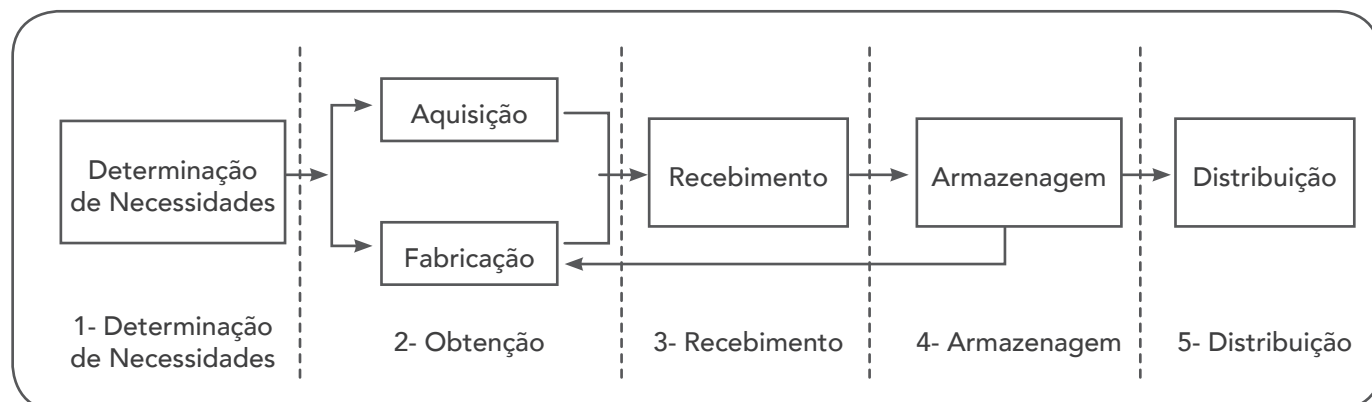 Determinação
de Necessidades
Aquisição
Fabricação
Recebimento
Armazenagem
Distribuição
1- Determinação
de Necessidades
2- Obtenção
3- Recebimento
4- Armazenagem
5- Distribuição